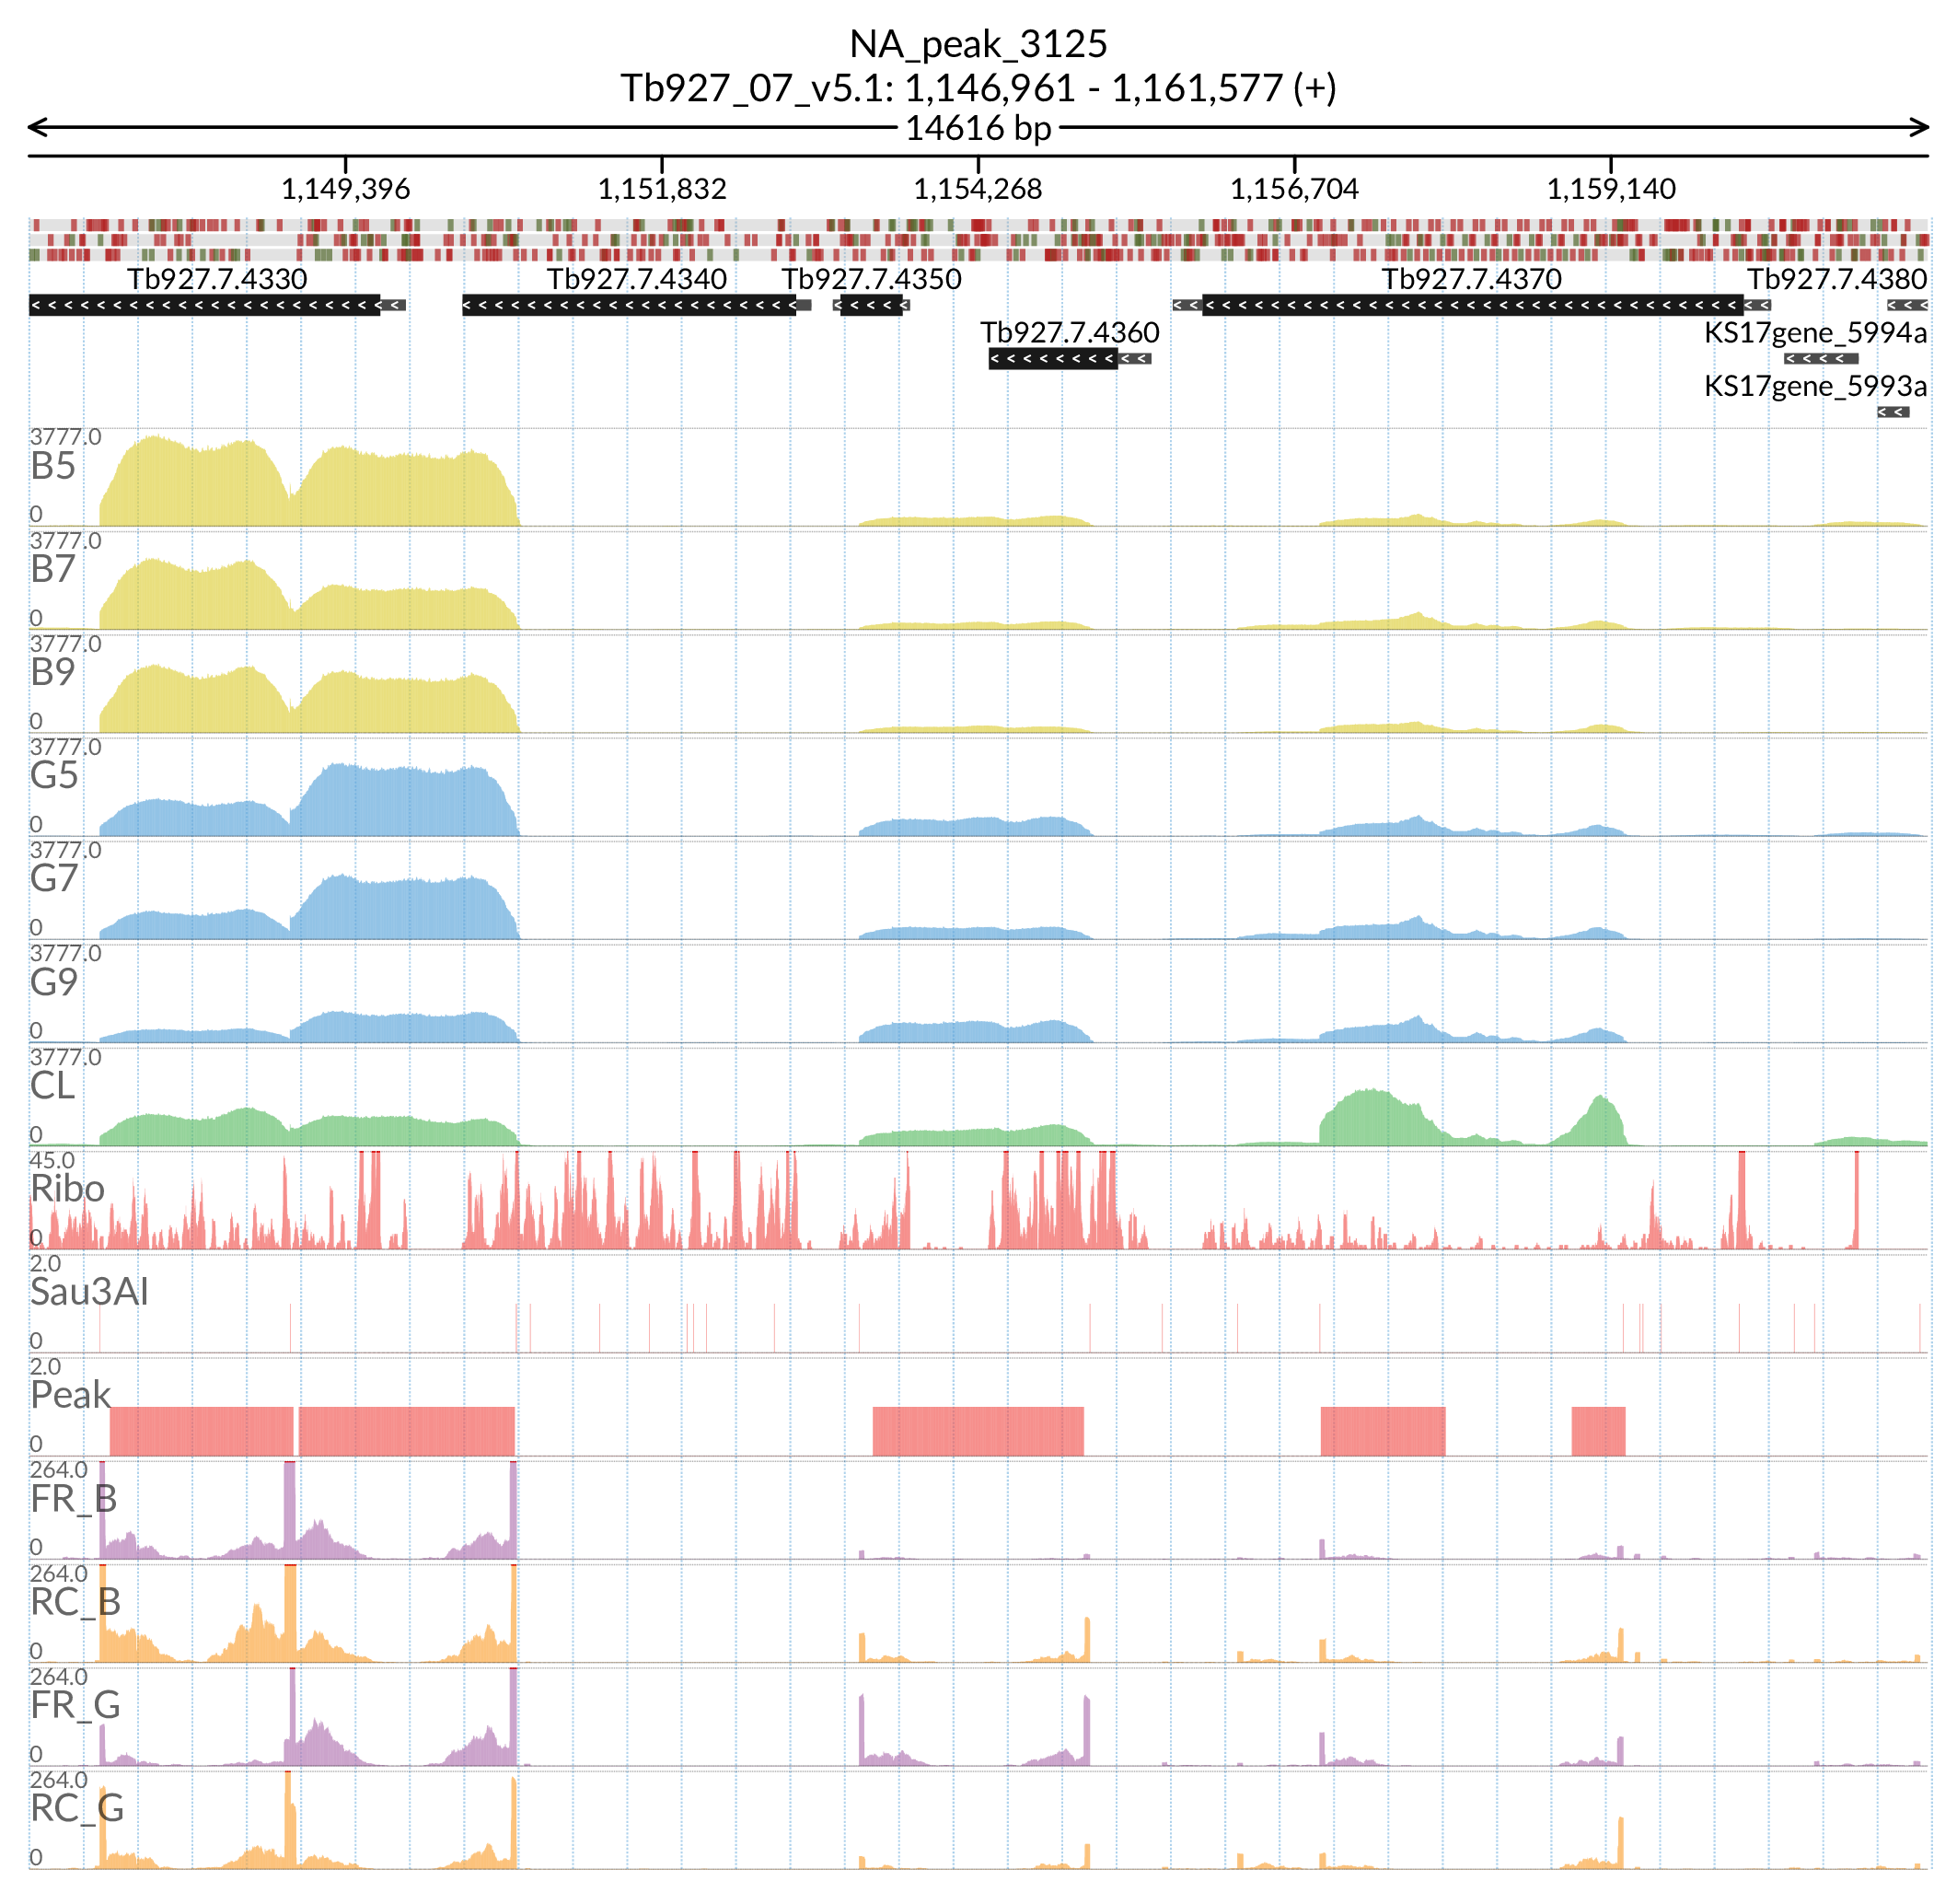 NA_peak_3125
Tb927_07_v5.1: 1,146,961 - 1,161,577 (+)
14616 bp
1,149,396 1,151,832 1,154,268 1,156,704 1,159,140
Tb927.7.4330 Tb927.7.4340 Tb927.7.4350 Tb927.7.4370 Tb927.7.4380
Tb927.7.4360 KS17gene_5994a
KS17gene_5993a
3777.0
B5
0
3777.0
B7
0
3777.0
B9
0
3777.0
G5
0
3777.0
G7
0
3777.0
G9
0
3777.0
CL
0
45.0
Ribo
0
2.0
Sau3AI
0
2.0
Peak
0
264.0
FR_B
0
264.0
RC_B
0
264.0
FR_G
0
264.0
RC_G
0